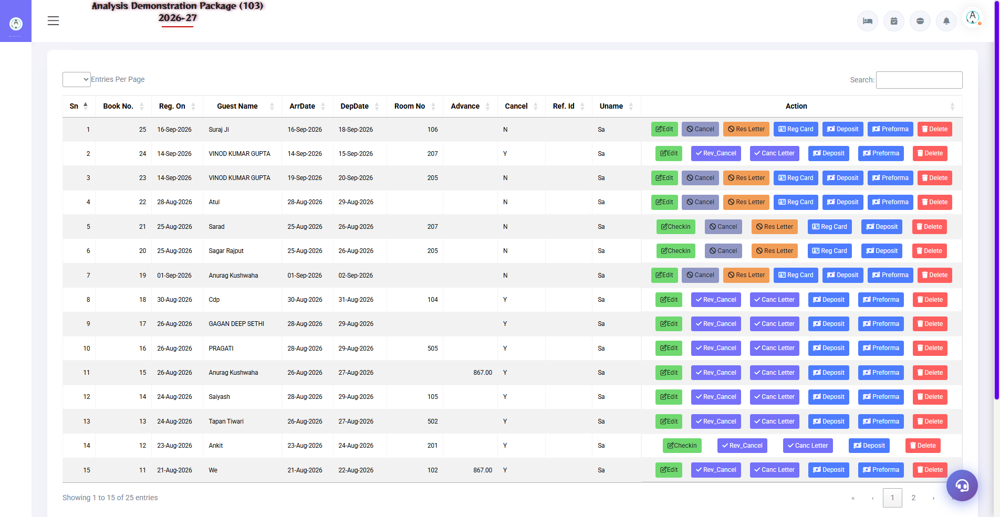 Analysis Demonstration Package (103)
2026-27
A
A
Entries Per Page
Search:
Sn Book No. Reg. On Guest Name ArrDate DepDate Room No Advance Cancel Ref. Id Uname Action
1 25 16-Sep-2026 Suraj Ji 16-Sep-2026 18-Sep-2026 106 N Sa Edit Cancel Res Letter Reg Card Deposit Preforma Delete
2 24 14-Sep-2026 VINOD KUMAR GUPTA 14-Sep-2026 15-Sep-2026 207 Y Sa Edit Rev_Cancel Canc Letter Deposit Preforma Delete
3 23 14-Sep-2026 VINOD KUMAR GUPTA 19-Sep-2026 20-Sep-2026 205 N Sa Edit Cancel Res Letter Reg Card Deposit Preforma Delete
4 22 28-Aug-2026 Atul 28-Aug-2026 29-Aug-2026 N Sa Edit Cancel Res Letter Reg Card Deposit Preforma Delete
5 21 25-Aug-2026 Sarad 25-Aug-2026 26-Aug-2026 207 N Sa Checkin Cancel Res Letter Reg Card Deposit Delete
6 20 25-Aug-2026 Sagar Rajput 25-Aug-2026 26-Aug-2026 205 N Sa Checkin Cancel Res Letter Reg Card Deposit Delete
7 19 01-Sep-2026 Anurag Kushwaha 01-Sep-2026 02-Sep-2026 N Sa Edit Cancel Res Letter Reg Card Deposit Preforma Delete
8 18 30-Aug-2026 Cdp 30-Aug-2026 31-Aug-2026 104 Y Sa Edit Rev_Cancel Canc Letter Deposit Preforma Delete
9 17 26-Aug-2026 GAGAN DEEP SETHI 28-Aug-2026 29-Aug-2026 Y Sa Edit Rev_Cancel Canc Letter Deposit Preforma Delete
10 16 26-Aug-2026 PRAGATI 28-Aug-2026 29-Aug-2026 505 Y Sa Edit Rev_Cancel Canc Letter Deposit Preforma Delete
11 15 26-Aug-2026 Anurag Kushwaha 26-Aug-2026 27-Aug-2026 867.00 Y Sa Edit Rev_Cancel Canc Letter Deposit Preforma Delete
12 14 24-Aug-2026 Saiyash 28-Aug-2026 29-Aug-2026 105 Y Sa Edit Rev_Cancel Canc Letter Deposit Preforma Delete
13 13 24-Aug-2026 Tapan Tiwari 26-Aug-2026 27-Aug-2026 502 Y Sa Edit Rev_Cancel Canc Letter Deposit Preforma Delete
14 12 23-Aug-2026 Ankit 23-Aug-2026 24-Aug-2026 201 Y Sa Checkin Rev_Cancel Canc Letter Deposit Delete
15 11 21-Aug-2026 We 21-Aug-2026 22-Aug-2026 102 867.00 Y Sa Edit Rev_Cancel Canc Letter Deposit Preforma Delete
Showing 1 to 15 of 25 entries
« ‹ 1 2 ›